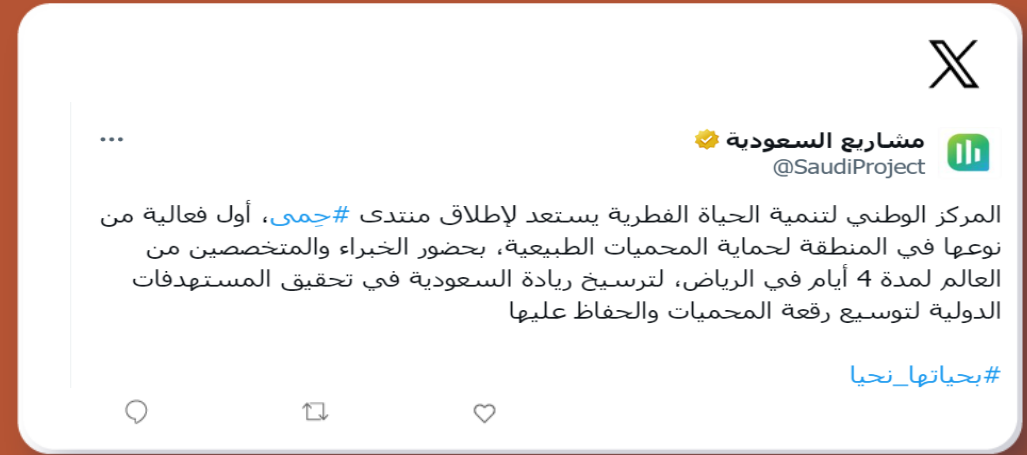 مشاريع السعودية
@SaudiProject
المركز الوطني لتنمية الحياة الفطرية يستعد لإطلاق منتدى #حِمى، أول فعالية من
نوعها في المنطقة لحماية المحميات الطبيعية، بحضور الخبراء والمتخصصين من
العالم لمدة 4 أيام في الرياض، لترسيخ ريادة السعودية في تحقيق المستهدفات
الدولية لتوسيع رقعة المحميات والحفاظ عليها
#بحياتها_نحيا